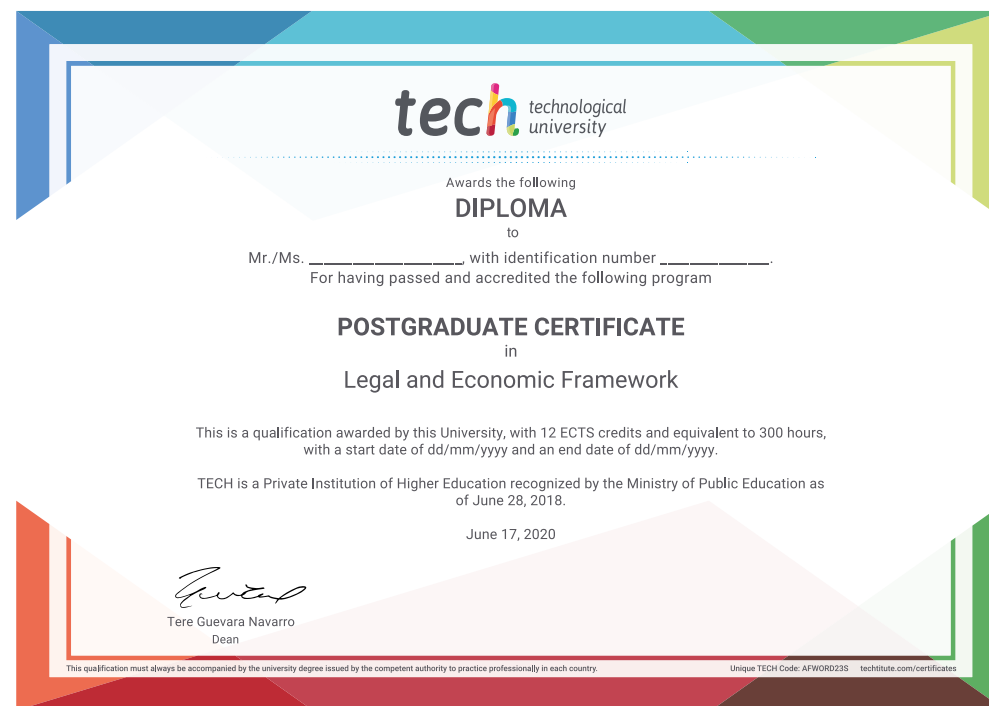 tech technological
university
Awards the following
DIPLOMA
to
Mr./Ms. ____________________, with identification number ______________.
For having passed and accredited the following program
POSTGRADUATE CERTIFICATE
in
Legal and Economic Framework
This is a qualification awarded by this University, with 12 ECTS credits and equivalent to 300 hours,
with a start date of dd/mm/yyyy and an end date of dd/mm/yyyy.
TECH is a Private Institution of Higher Education recognized by the Ministry of Public Education as
of June 28, 2018.
June 17, 2020
Tere Guevara Navarro
Dean
This qualification must always be accompanied by the university degree issued by the competent authority to practice professionally in each country.
Unique TECH Code: AFWORD23S techtitute.com/certificates